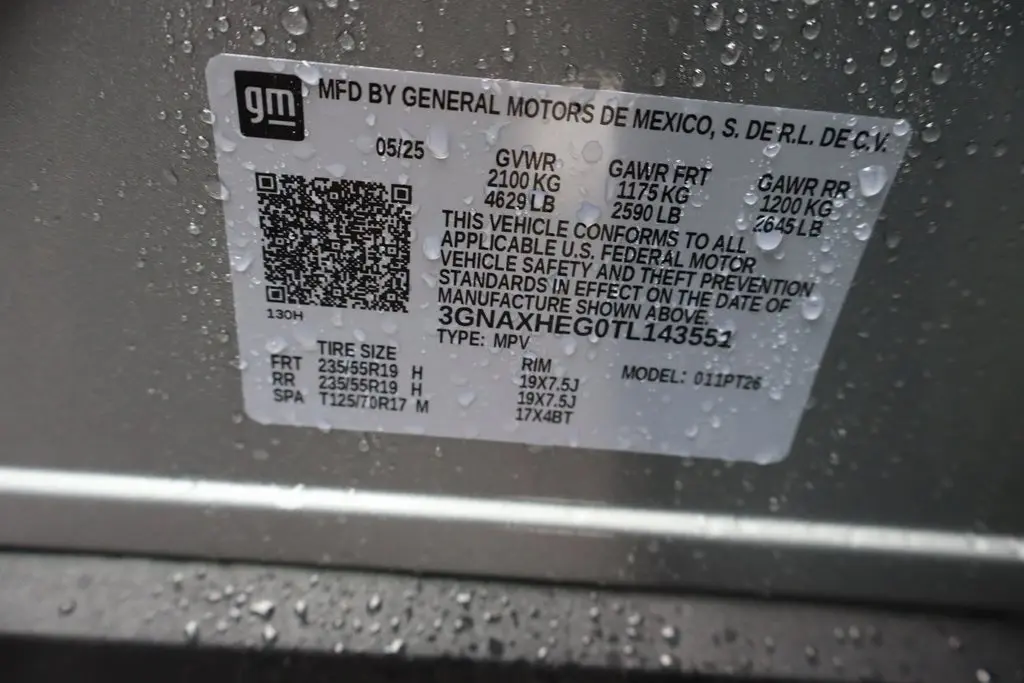 gm MFD BY GENERAL MOTORS DE MEXICO, S. DE R.L. DE C.V.
05/25
GVWR GAWR FRT GAWR RR
2100 KG 1175 KG 1200 KG
4629 LB 2590 LB 2645 LB
THIS VEHICLE CONFORMS TO ALL
APPLICABLE U.S. FEDERAL MOTOR
VEHICLE SAFETY AND THEFT PREVENTION
STANDARDS IN EFFECT ON THE DATE OF
MANUFACTURE SHOWN ABOVE.
130H 3GNAXHEG0TL143551
TYPE: MPV
TIRE SIZE RIM MODEL: 011PT26
FRT 235/55R19 H 19X7.5J
RR 235/55R19 H 19X7.5J
SPA T125/70R17 M 17X4BT